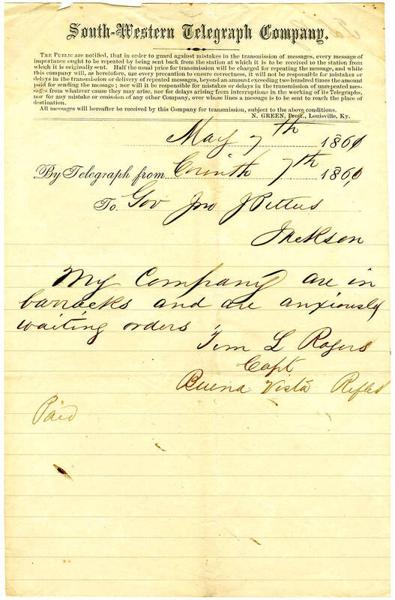 South-Western Telegraph Company.
THE PUBLIC are notified, that in order to guard against mistakes in the transmission of messages, every message of
importance ought to be repeated by being sent back from the station at which it is to be received to the station from
which it is originally sent. Half the usual price for transmission will be charged for repeating the message, and while
this company will, as heretofore, use every precaution to ensure correctness, it will not be responsible for mistakes or
delays in the transmission or delivery of repeated messages, beyond an amount exceeding two hundred times the amount
paid for sending the message; nor will it be responsible for mistakes or delays in the transmission of unrepeated mes-
sages from whatever cause they may arise, nor for delays arising from interruptions in the working of its Telegraphs,
nor for any mistake or omission of any other Company, over whose lines a message is to be sent to reach the place of
destination.
All messages will hereafter be received by this Company for transmission, subject to the above conditions.
N. GREEN, Prest., Louisville, Ky.
May 7th 1861
By Telegraph from Corinth 7th 1860
To Gov Jno J Pettus
Jackson
My Company are in
barracks and are anxiously
waiting orders
Tim L Rogers
Capt
Buena Vista Rifles
Paid